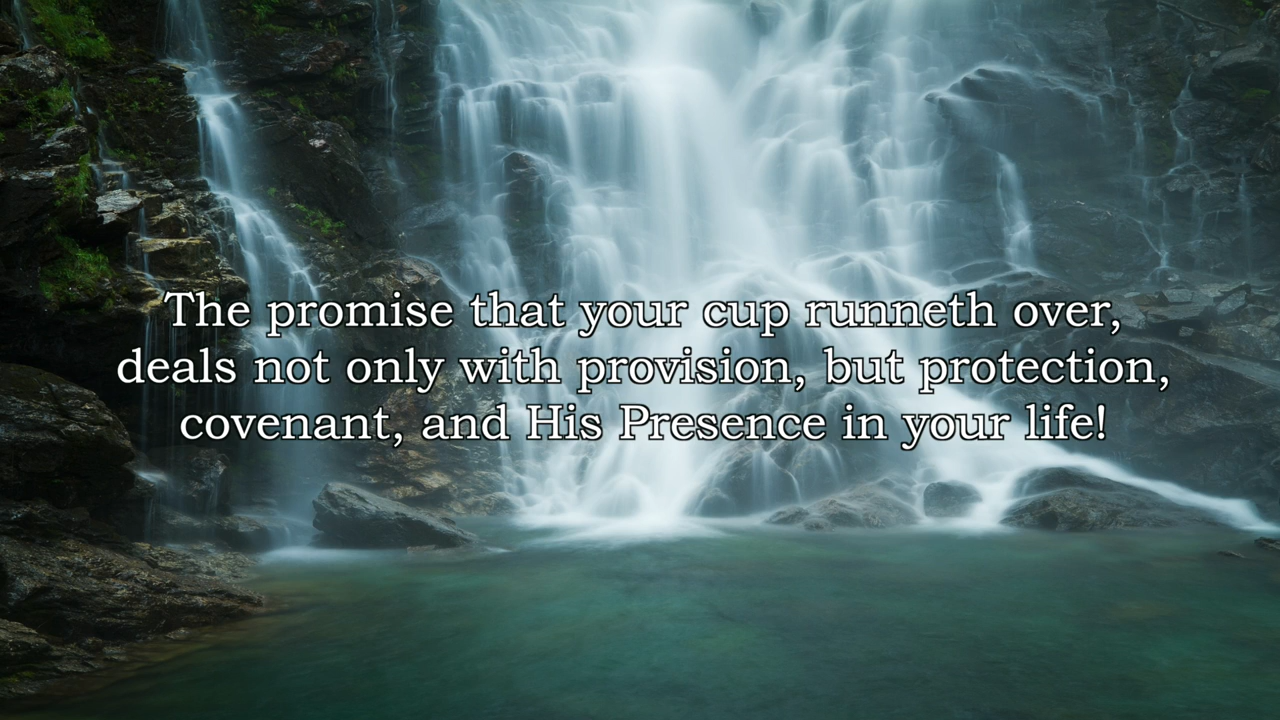 The promise that your cup runneth over,
deals not only with provision, but protection,
covenant, and His Presence in your life!